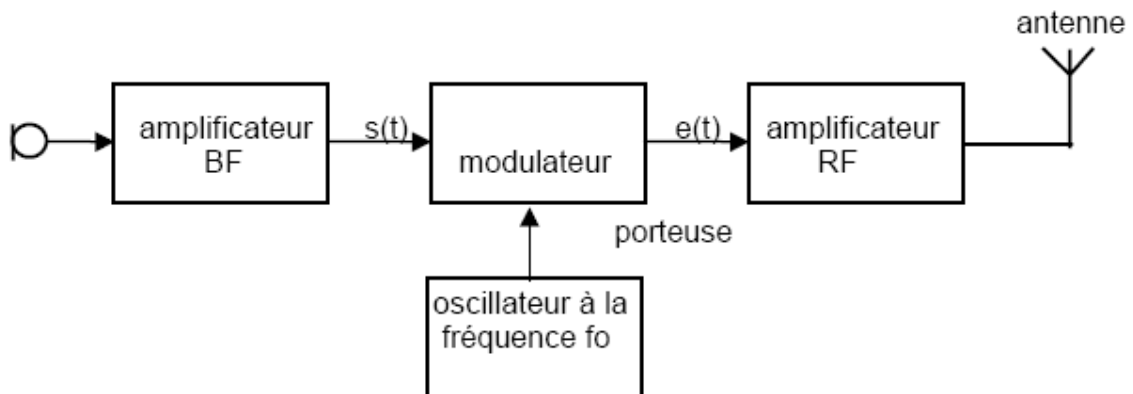 antenne
amplificateur
BF
s(t)
modulateur
e(t)
amplificateur
RF
porteuse
oscillateur à la
fréquence fo